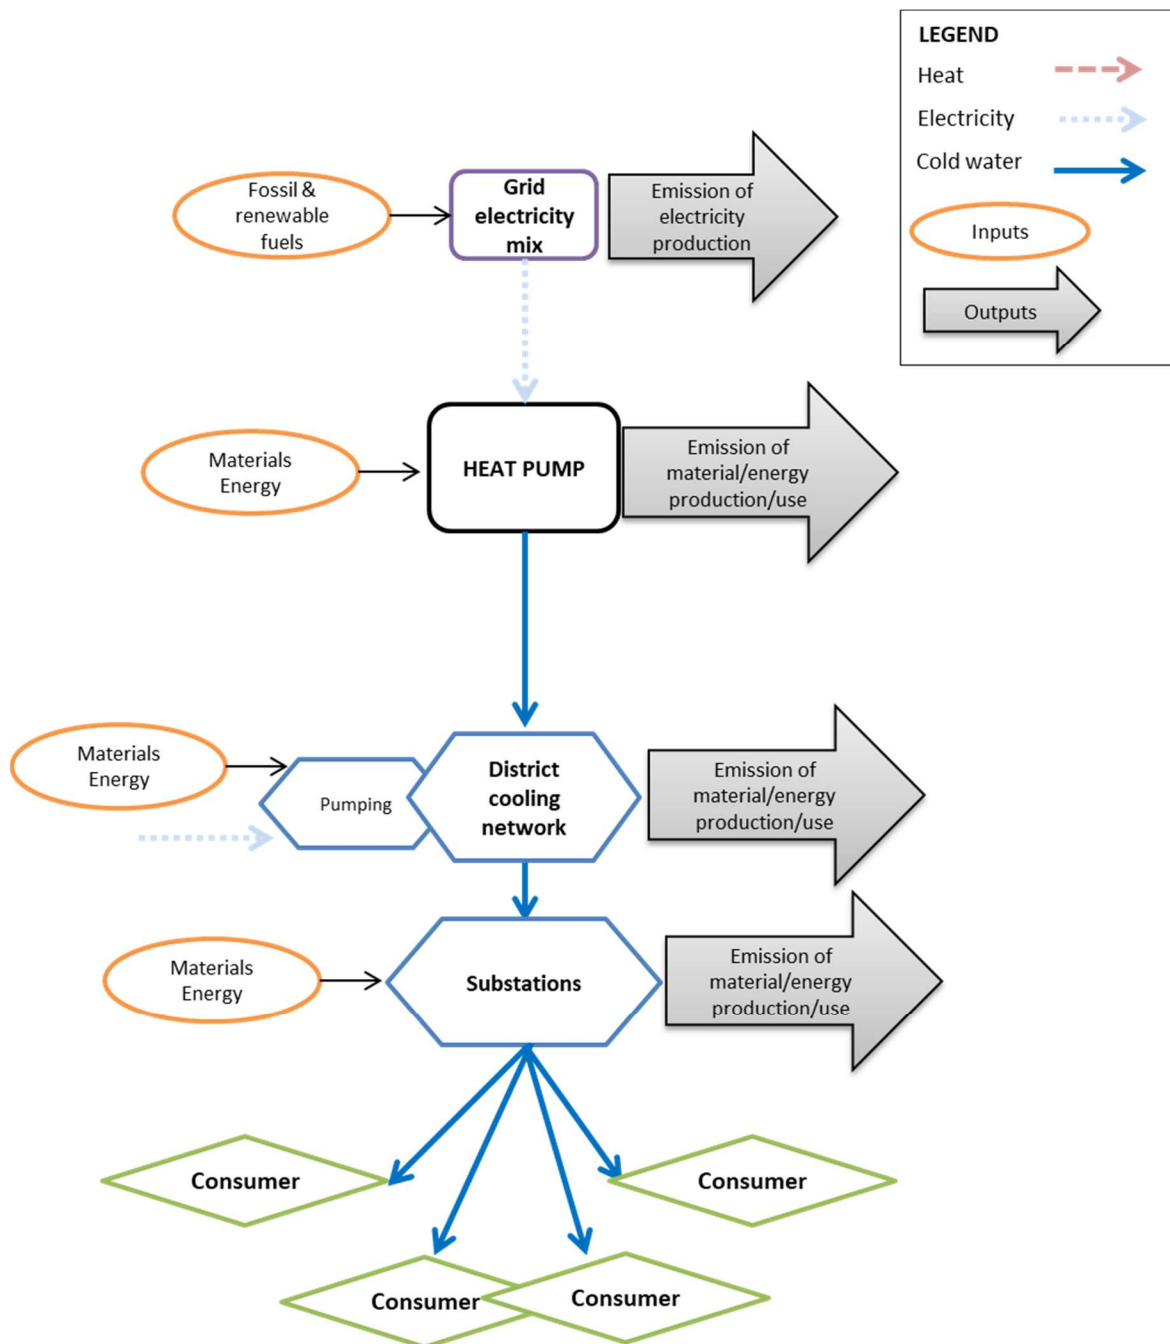 LEGEND
Heat
Electricity
Cold water
Inputs
Outputs
Fossil &
renewable
fuels
Grid
electricity
mix
Emission of
electricity
production
Materials
Energy
HEAT PUMP
Emission of
material/energy
production/use
Materials
Energy
Pumping
District
cooling
network
Emission of
material/energy
production/use
Materials
Energy
Substations
Emission of
material/energy
production/use
Consumer
Consumer
Consumer
Consumer